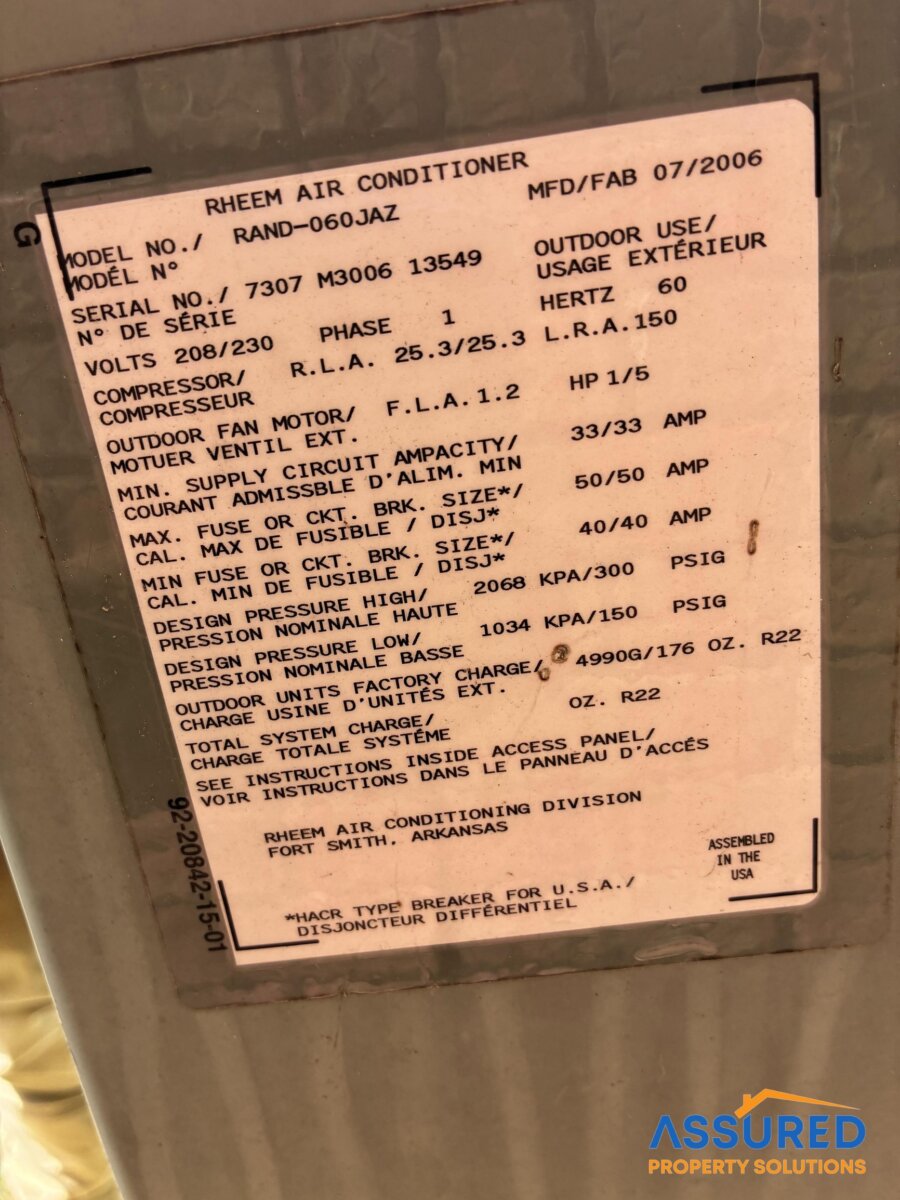 RHEEM AIR CONDITIONER
MFD/FAB 07/2006
G
MODEL NO./ RAND-060JAZ
MODÉL N°
OUTDOOR USE/
USAGE EXTÉRIEUR
SERIAL NO./ 7307 M3006 13549
N° DE SÉRIE
VOLTS 208/230 PHASE 1 HERTZ 60
COMPRESSOR/ R.L.A. 25.3/25.3 L.R.A. 150
COMPRESSEUR
OUTDOOR FAN MOTOR/ F.L.A. 1.2 HP 1/5
MOTUER VENTIL EXT.
MIN. SUPPLY CIRCUIT AMPACITY/ 33/33 AMP
COURANT ADMISSBLE D'ALIM. MIN
MAX. FUSE OR CKT. BRK. SIZE*/ 50/50 AMP
CAL. MAX DE FUSIBLE / DISJ*
MIN FUSE OR CKT. BRK. SIZE*/ 40/40 AMP
CAL. MIN DE FUSIBLE / DISJ*
DESIGN PRESSURE HIGH/ 2068 KPA/300 PSIG
PRESSION NOMINALE HAUTE
DESIGN PRESSURE LOW/ 1034 KPA/150 PSIG
PRESSION NOMINALE BASSE
OUTDOOR UNITS FACTORY CHARGE/ 4990G/176 OZ. R22
CHARGE USINE D'UNITÉS EXT.
TOTAL SYSTEM CHARGE/ OZ. R22
CHARGE TOTALE SYSTÉME
SEE INSTRUCTIONS INSIDE ACCESS PANEL/
VOIR INSTRUCTIONS DANS LE PANNEAU D'ACCÉS
92-20842-15-01
RHEEM AIR CONDITIONING DIVISION
FORT SMITH, ARKANSAS
ASSEMBLED
IN THE
USA
*HACR TYPE BREAKER FOR U.S.A./
DISJONCTEUR DIFFÉRENTIEL
ASSURED
PROPERTY SOLUTIONS